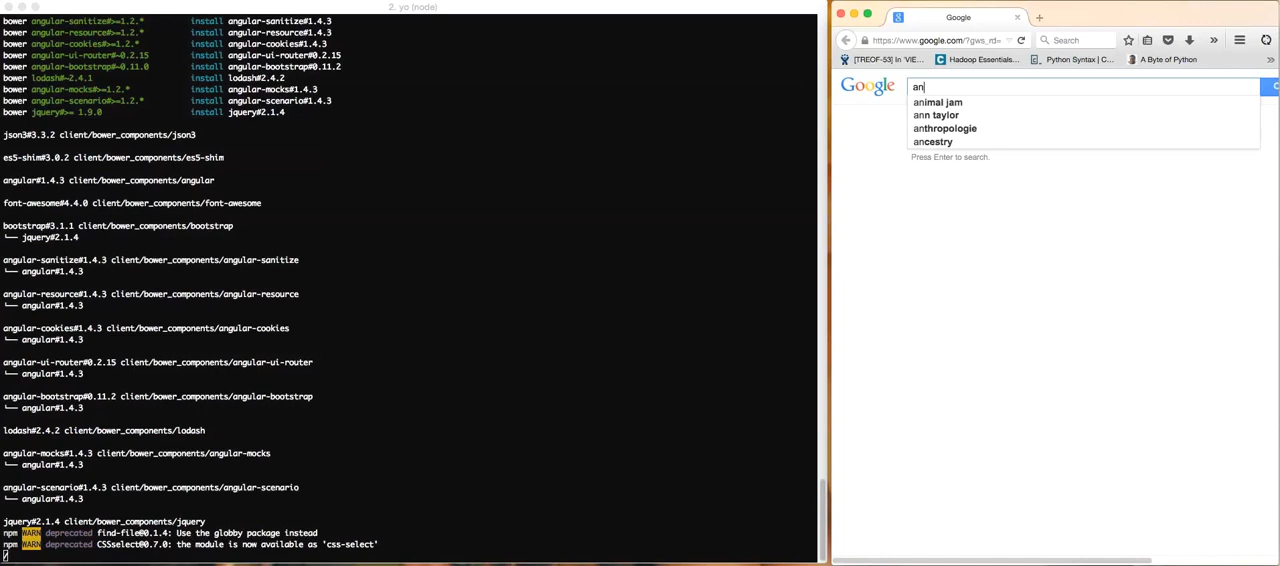 2. yo (node)
bower angular-sanitize#>=1.2.* install angular-sanitize#1.4.3
bower angular-resource#>=1.2.* install angular-resource#1.4.3
bower angular-cookies#>=1.2.* install angular-cookies#1.4.3
bower angular-ui-router#~0.2.15 install angular-ui-router#0.2.15
bower angular-bootstrap#~0.11.0 install angular-bootstrap#0.11.2
bower lodash#~2.4.1 install lodash#2.4.2
bower angular-mocks#>=1.2.* install angular-mocks#1.4.3
bower angular-scenario#>=1.2.* install angular-scenario#1.4.3
bower jquery#>= 1.9.0 install jquery#2.1.4
json3#3.3.2 client/bower_components/json3
es5-shim#3.0.2 client/bower_components/es5-shim
angular#1.4.3 client/bower_components/angular
font-awesome#4.4.0 client/bower_components/font-awesome
bootstrap#3.1.1 client/bower_components/bootstrap
└── jquery#2.1.4
angular-sanitize#1.4.3 client/bower_components/angular-sanitize
└── angular#1.4.3
angular-resource#1.4.3 client/bower_components/angular-resource
└── angular#1.4.3
angular-cookies#1.4.3 client/bower_components/angular-cookies
└── angular#1.4.3
angular-ui-router#0.2.15 client/bower_components/angular-ui-router
└── angular#1.4.3
angular-bootstrap#0.11.2 client/bower_components/angular-bootstrap
└── angular#1.4.3
lodash#2.4.2 client/bower_components/lodash
angular-mocks#1.4.3 client/bower_components/angular-mocks
└── angular#1.4.3
angular-scenario#1.4.3 client/bower_components/angular-scenario
└── angular#1.4.3
jquery#2.1.4 client/bower_components/jquery
npm WARN deprecated find-file@0.1.4: Use the globby package instead
npm WARN deprecated CSSselect@0.7.0: the module is now available as 'css-select'
Google
https://www.google.com/?gws_rd= Search
[TREOF-53] In 'VIE... Hadoop Essentials... Python Syntax | C... A Byte of Python
Google an
animal jam
ann taylor
anthropologie
ancestry
Press Enter to search.